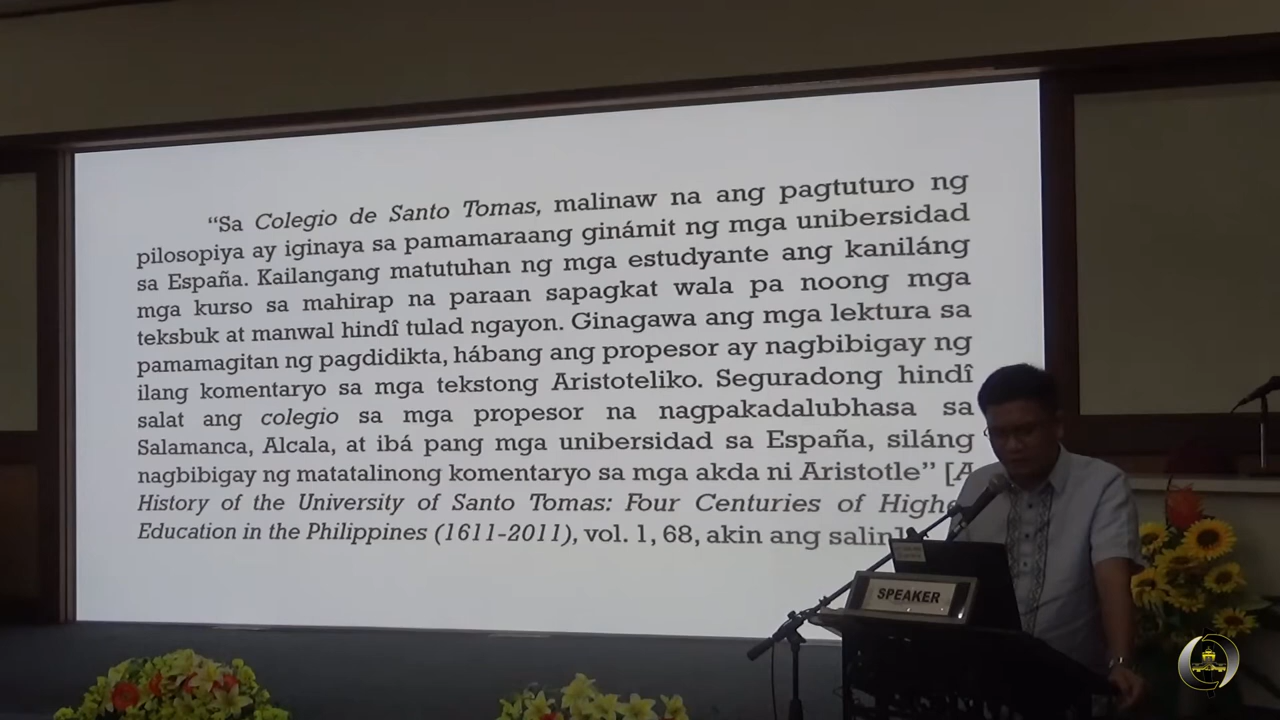 “Sa Colegio de Santo Tomas, malinaw na ang pagtuturo ng
pilosopiya ay iginaya sa pamamaraang ginámit ng mga unibersidad
sa España. Kailangang matutuhan ng mga estudyante ang kaniláng
mga kurso sa mahirap na paraan sapagkat wala pa noong mga
teksbuk at manwal hindî tulad ngayon. Ginagawa ang mga lektura sa
pamamagitan ng pagdidikta, hábang ang propesor ay nagbibigay ng
ilang komentaryo sa mga tekstong Aristoteliko. Seguradong hindî
salat ang colegio sa mga propesor na nagpakadalubhasa sa
Salamanca, Alcala, at ibá pang mga unibersidad sa España, siláng
nagbibigay ng matatalinong komentaryo sa mga akda ni Aristotle” [A
History of the University of Santo Tomas: Four Centuries of Highe
Education in the Philippines (1611-2011), vol. 1, 68, akin ang salin]
SPEAKER